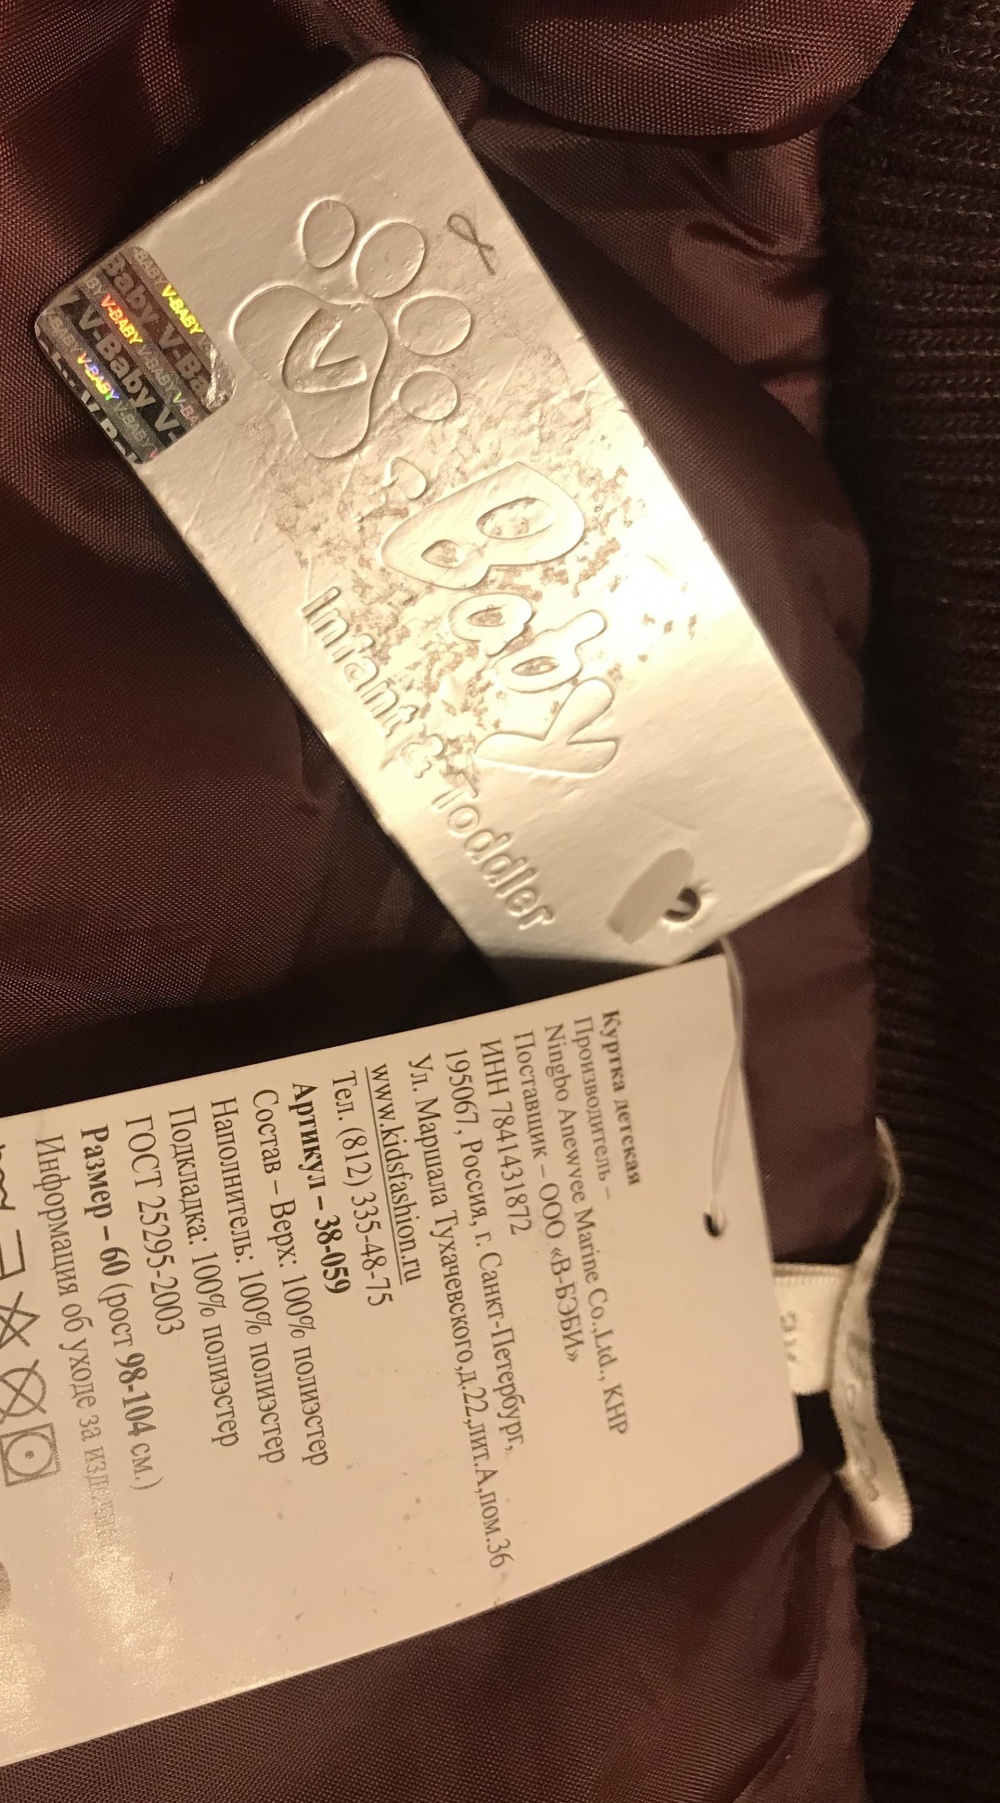 V
Baby
Infant & Toddler
V-BABY
V-Baby
V-BABY
V-BABY
Куртка детская
Производитель –
Ningbo Anewvee Marine Co.,Ltd., КНР
Поставщик – ООО «В-БЭБИ»
ИНН 7841431872
195067, Россия, г. Санкт-Петербург,
Ул. Маршала Тухачевского,д.22,лит.А,пом.36
www.kidsfashion.ru
Тел. (812) 335-48-75
Артикул – 38-059
Состав – Верх: 100% полиэстер
Наполнитель: 100% полиэстер
Подкладка: 100% полиэстер
ГОСТ 25295-2003
Размер – 60 (рост 98-104 см.)
Информация об уходе за